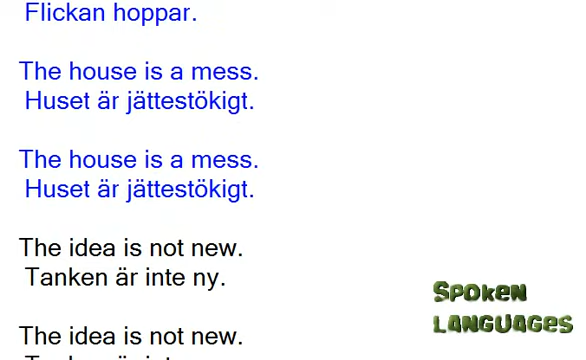 Flickan hoppar.
The house is a mess.
Huset är jättestökigt.
The house is a mess.
Huset är jättestökigt.
The idea is not new.
Tanken är inte ny.
The idea is not new.
Spoken
Languages